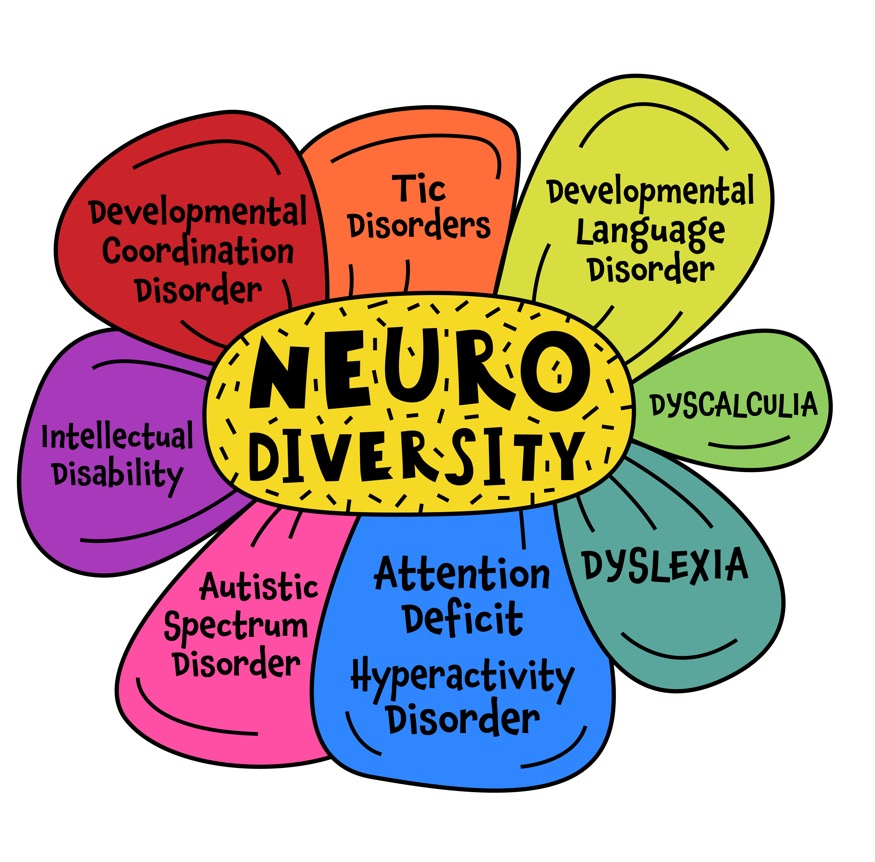 Developmental
Coordination
Disorder
Tic
Disorders
Developmental
Language
Disorder
NEURO
DIVERSITY
DYSCALCULIA
Intellectual
Disability
DYSLEXIA
Attention
Deficit
Hyperactivity
Disorder
Autistic
Spectrum
Disorder